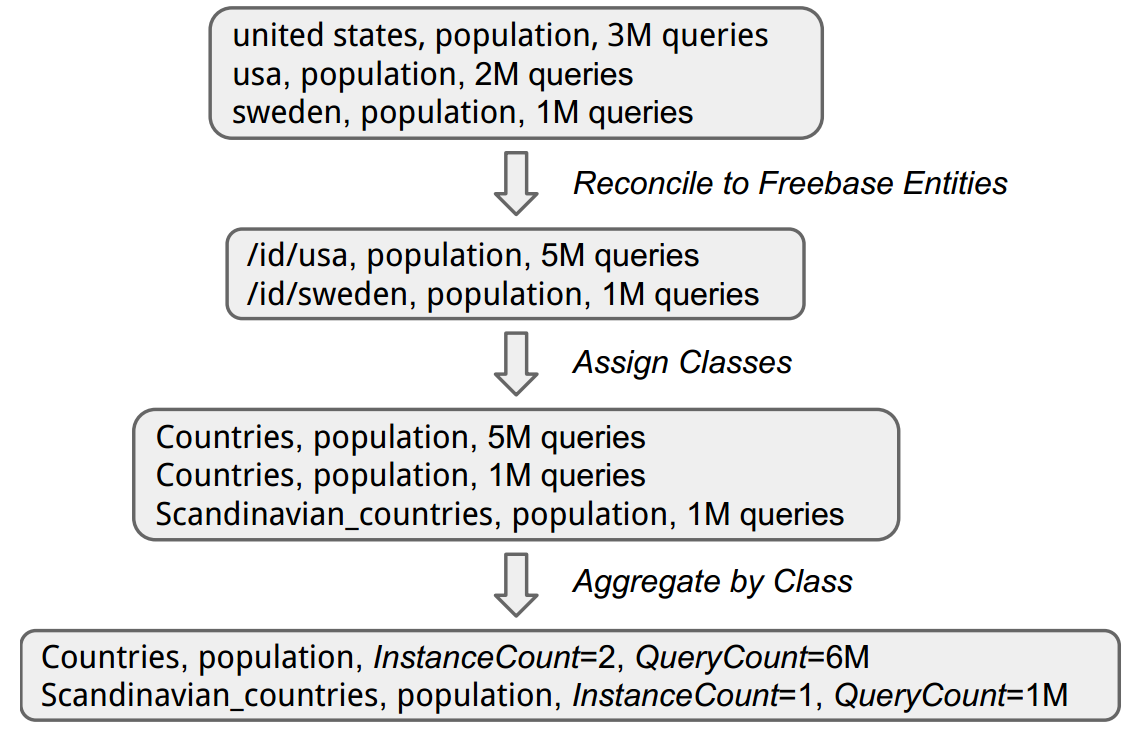 united states, population, 3M queries
usa, population, 2M queries
sweden, population, 1M queries
Reconcile to Freebase Entities
/id/usa, population, 5M queries
/id/sweden, population, 1M queries
Assign Classes
Countries, population, 5M queries
Countries, population, 1M queries
Scandinavian_countries, population, 1M queries
Aggregate by Class
Countries, population, InstanceCount=2, QueryCount=6M
Scandinavian_countries, population, InstanceCount=1, QueryCount=1M